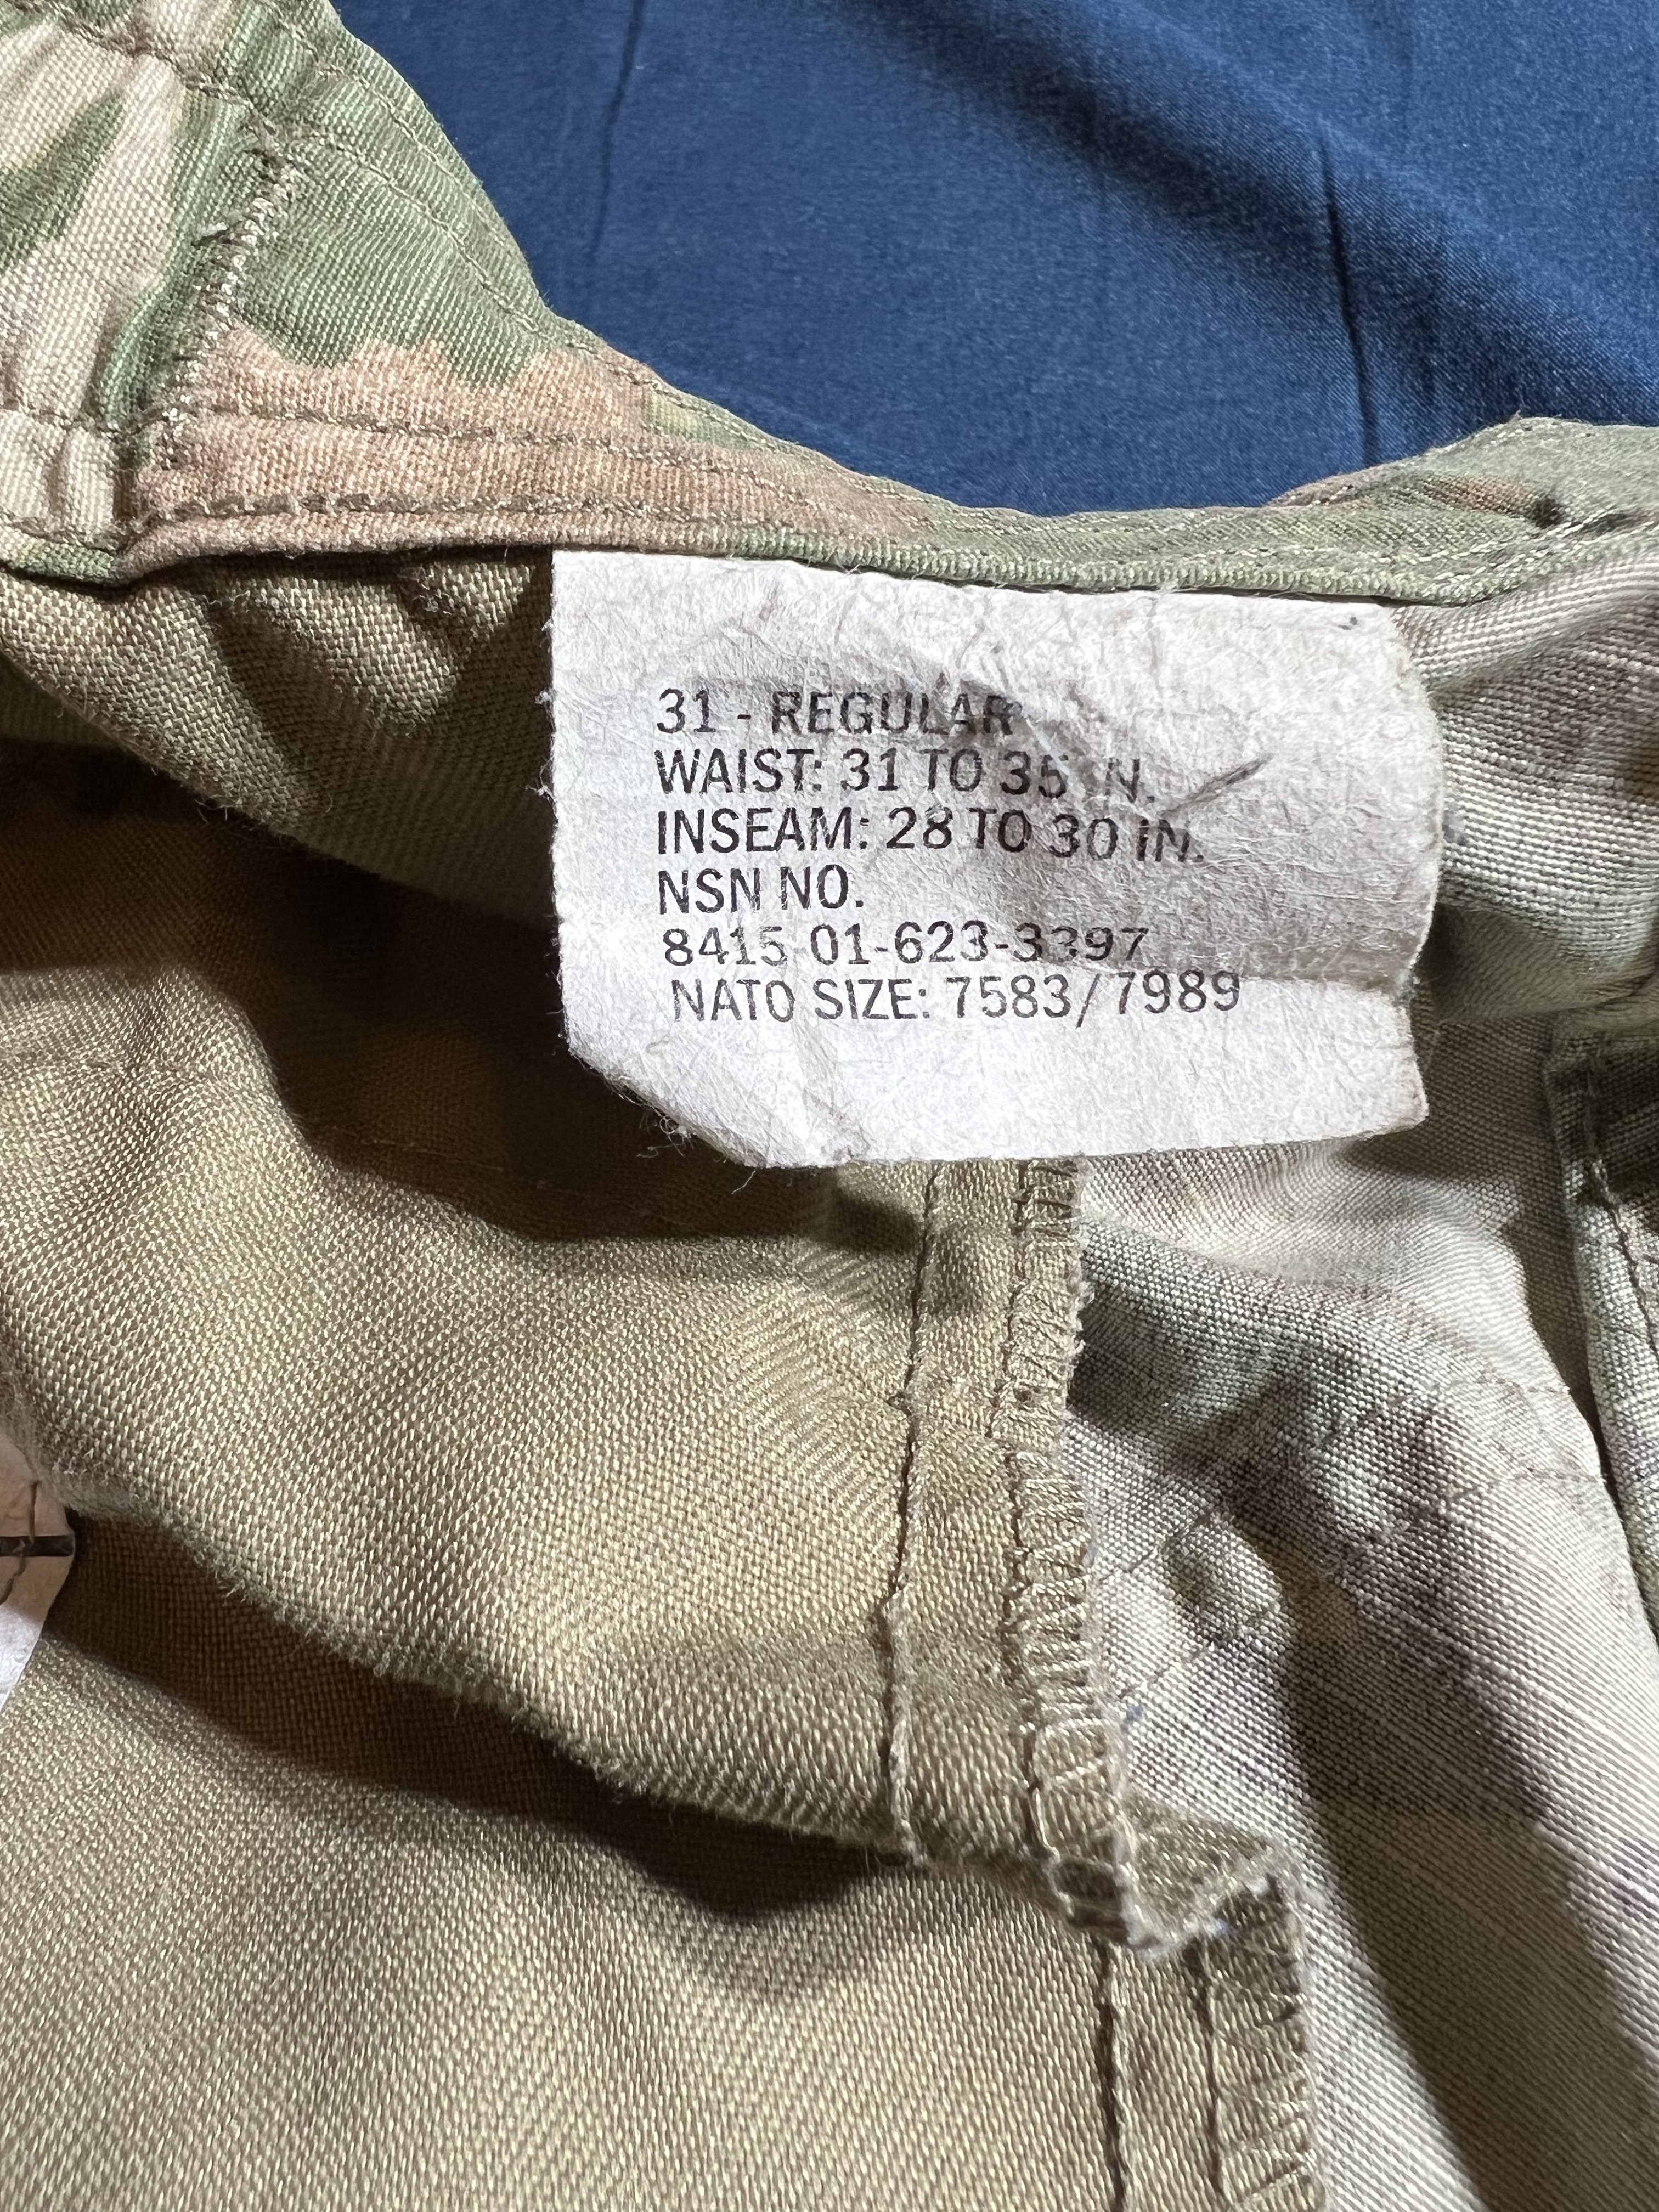 31 - REGULAR
WAIST: 31 TO 35 IN.
INSEAM: 28 TO 30 IN.
NSN NO.
8415-01-623-3397
NATO SIZE: 7583/7989